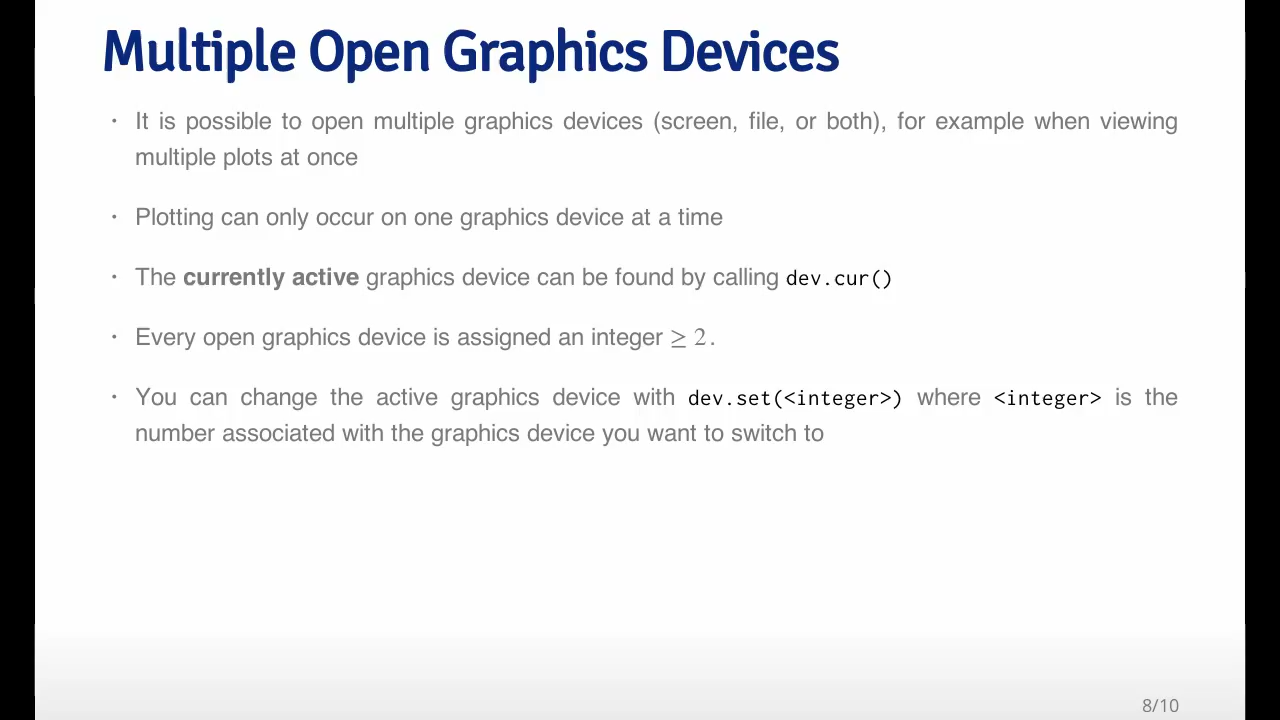 Multiple Open Graphics Devices
· It is possible to open multiple graphics devices (screen, file, or both), for example when viewing
multiple plots at once
· Plotting can only occur on one graphics device at a time
· The currently active graphics device can be found by calling dev.cur()
· Every open graphics device is assigned an integer ≥ 2.
· You can change the active graphics device with dev.set(<integer>) where <integer> is the
number associated with the graphics device you want to switch to
8/10